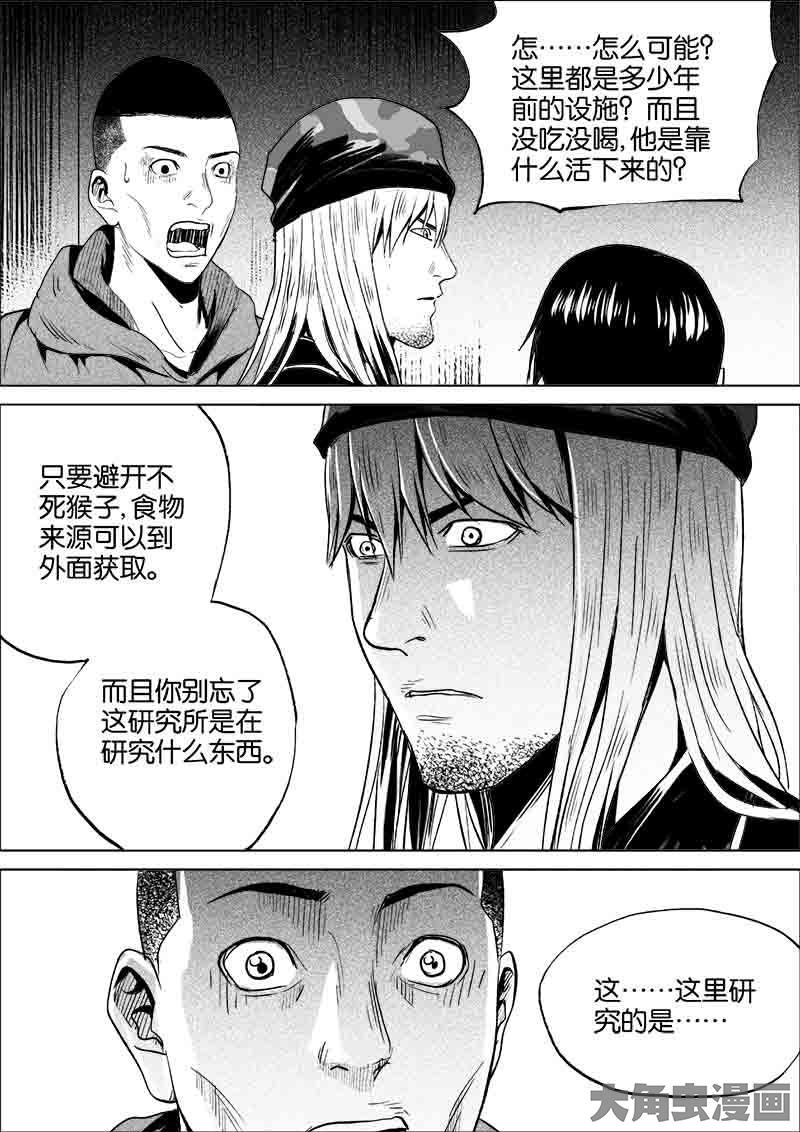 怎……怎么可能?
这里都是多少年
前的设施? 而且
没吃没喝,他是靠
什么活下来的?
只要避开不
死猴子,食物
来源可以到
外面获取。
而且你别忘了
这研究所是在
研究什么东西。
这……这里研
究的是……
大角虫漫画